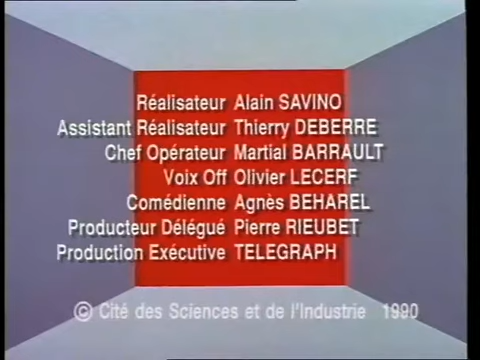 Réalisateur Alain SAVINO
Assistant Réalisateur Thierry DEBERRE
Chef Opérateur Martial BARRAULT
Voix Off Olivier LECERF
Comédienne Agnès BEHAREL
Producteur Délégué Pierre RIEUBET
Production Exécutive TELEGRAPH
© Cité des Sciences et de l'Industrie 1990